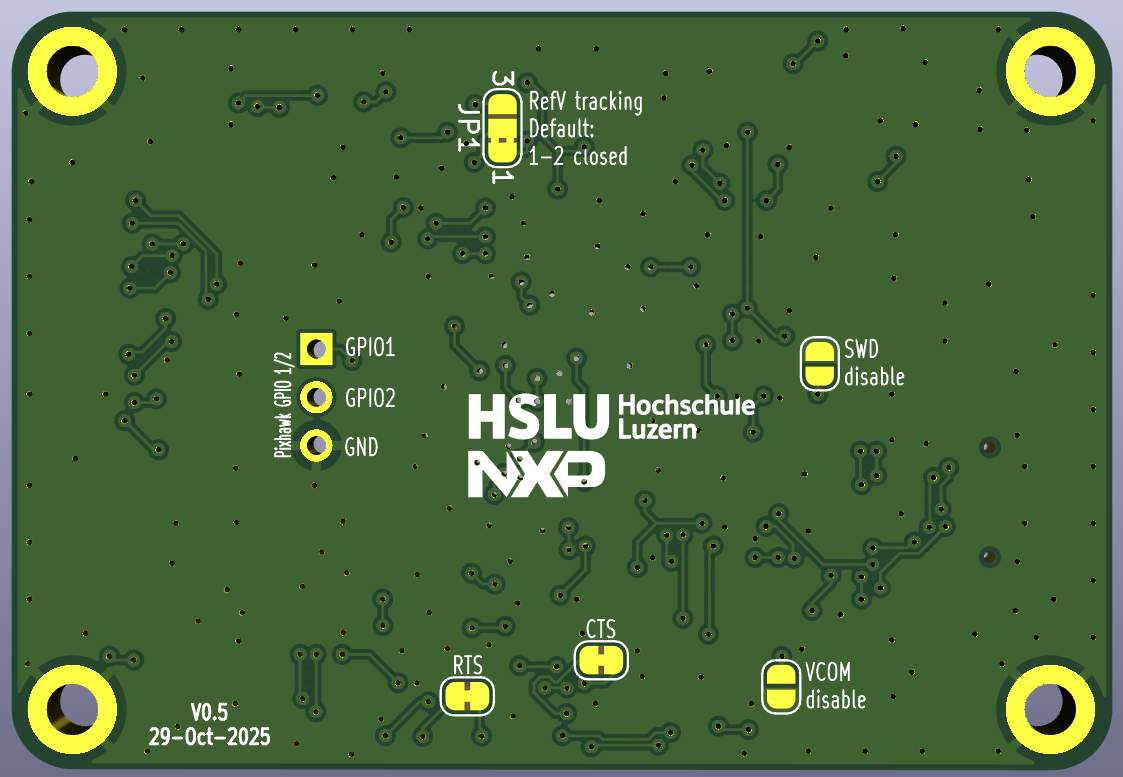 3
JP1
1
RefV tracking
Default:
1-2 closed
Pixhawk GPIO 1/2
GPIO1
GPIO2
GND
SWD
disable
HSLU Hochschule
Luzern
NXP
CTS
RTS
VCOM
disable
V0.5
29-Oct-2025